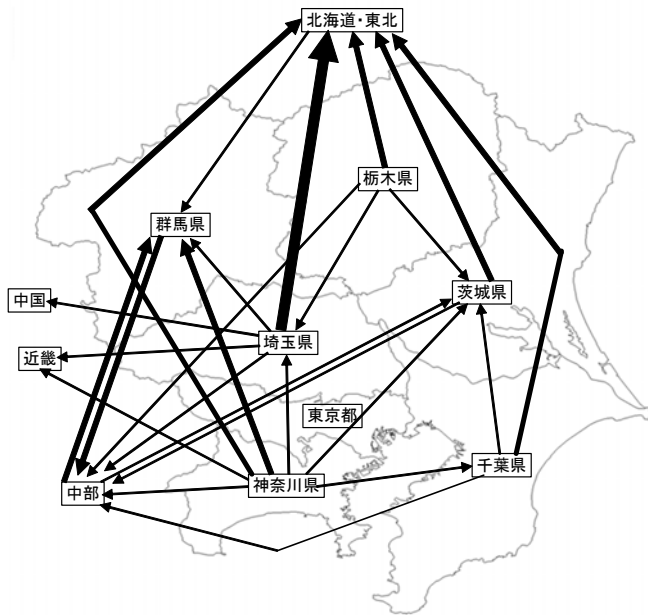 北海道・東北
栃木県
群馬県
茨城県
中国
埼玉県
近畿
東京都
千葉県
神奈川県
中部